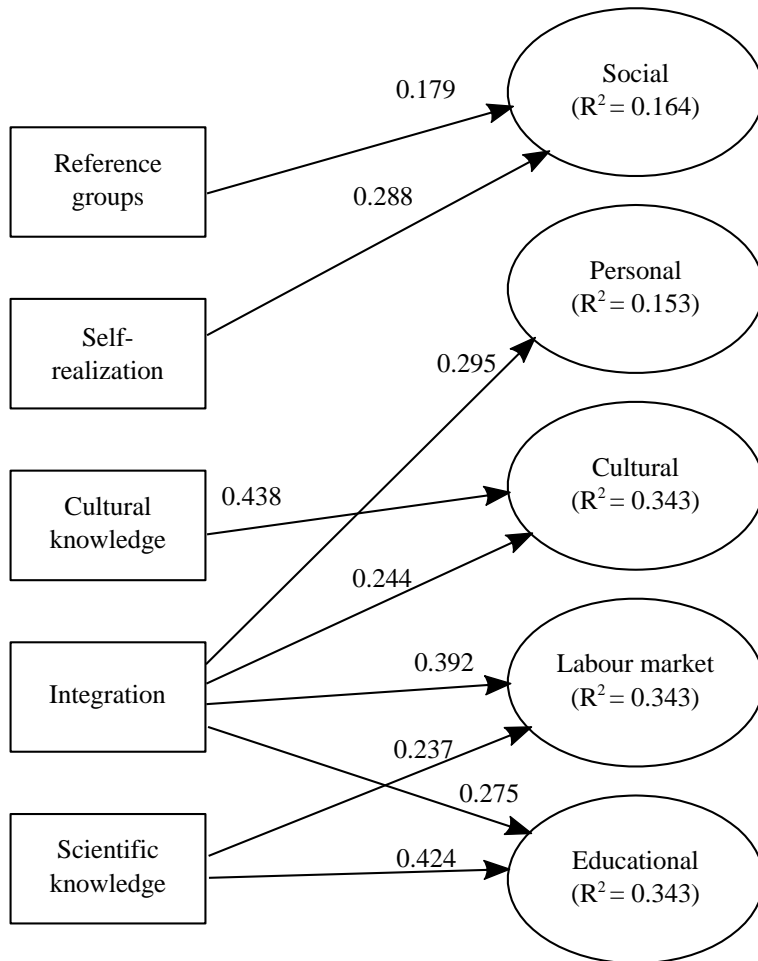 Social
(R² = 0.164)
0.179
Reference
groups
0.288
Personal
(R² = 0.153)
Self-
realization
0.295
Cultural
(R² = 0.343)
Cultural
knowledge
0.438
0.244
Labour market
(R² = 0.343)
Integration
0.392
0.237
0.275
Scientific
knowledge
0.424
Educational
(R² = 0.343)